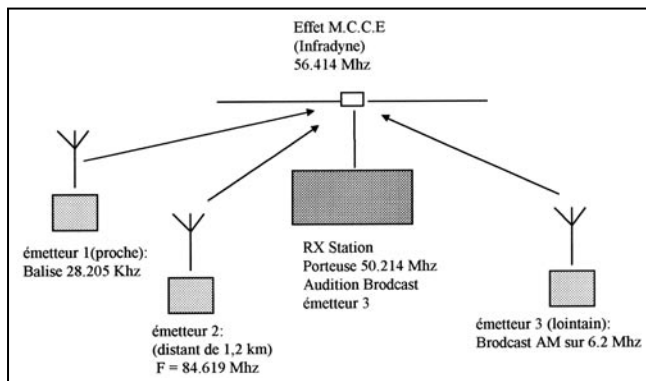 Effet M.C.C.E
(Infradyne)
56.414 Mhz
émetteur 1(proche):
Balise 28.205 Khz
émetteur 2:
(distant de 1,2 km)
F = 84.619 Mhz
RX Station
Porteuse 50.214 Mhz
Audition Brodcast
émetteur 3
émetteur 3 (lointain):
Brodcast AM sur 6.2 Mhz